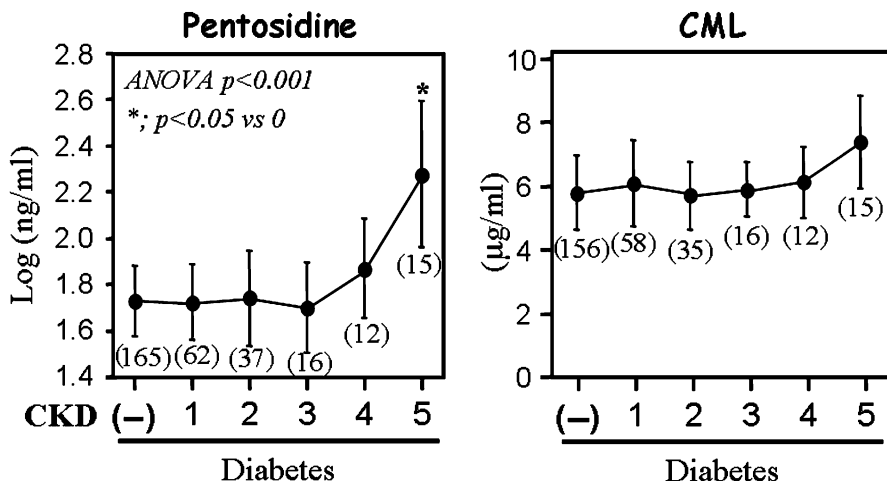 Pentosidine
Log (ng/ml)
2.8
2.6
2.4
2.2
2.0
1.8
1.6
1.4
ANOVA p<0.001
*; p<0.05 vs 0
*
(165) (62) (37) (16) (12) (15)
CKD (–) 1 2 3 4 5
Diabetes
CML
(μg/ml)
10
8
6
4
2
0
(156) (58) (35) (16) (12) (15)
(–) 1 2 3 4 5
Diabetes